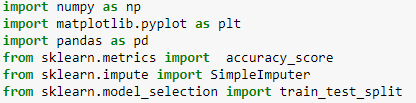 import numpy as np
import matplotlib.pyplot as plt
import pandas as pd
from sklearn.metrics import  accuracy_score
from sklearn.impute import SimpleImputer
from sklearn.model_selection import train_test_split